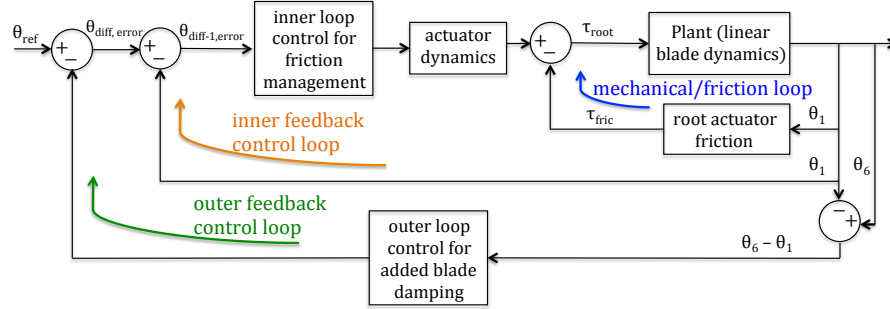 θref
+
−
θdiff, error
+
−
θdiff-1,error
inner loop
control for
friction
management
actuator
dynamics
+
−
τroot
Plant (linear
blade dynamics)
mechanical/friction loop
τfric
root actuator
friction
θ1
inner feedback
control loop
θ1
θ6
outer feedback
control loop
−
+
outer loop
control for
added blade
damping
θ6 – θ1